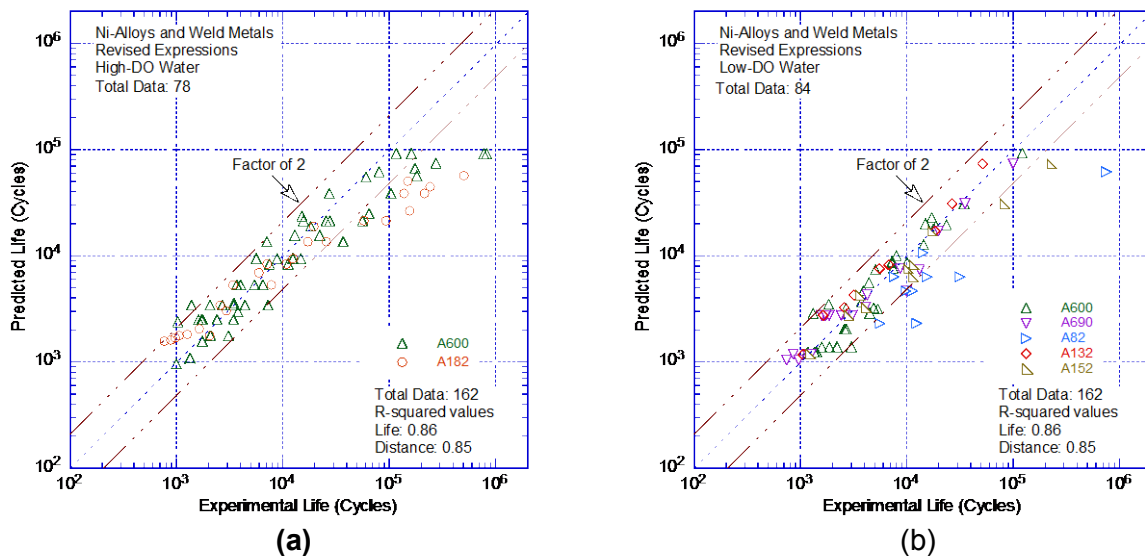 Ni-Alloys and Weld Metals
Revised Expressions
High-DO Water
Total Data: 78
Factor of 2
A600
A182
Total Data: 162
R-squared values
Life: 0.86
Distance: 0.85
Predicted Life (Cycles)
10^6
10^5
10^4
10^3
10^2
10^2 10^3 10^4 10^5 10^6
Experimental Life (Cycles)
(a)
Ni-Alloys and Weld Metals
Revised Expressions
Low-DO Water
Total Data: 84
Factor of 2
A600
A690
A82
A132
A152
Total Data: 162
R-squared values
Life: 0.86
Distance: 0.85
Predicted Life (Cycles)
10^6
10^5
10^4
10^3
10^2
10^2 10^3 10^4 10^5 10^6
Experimental Life (Cycles)
(b)